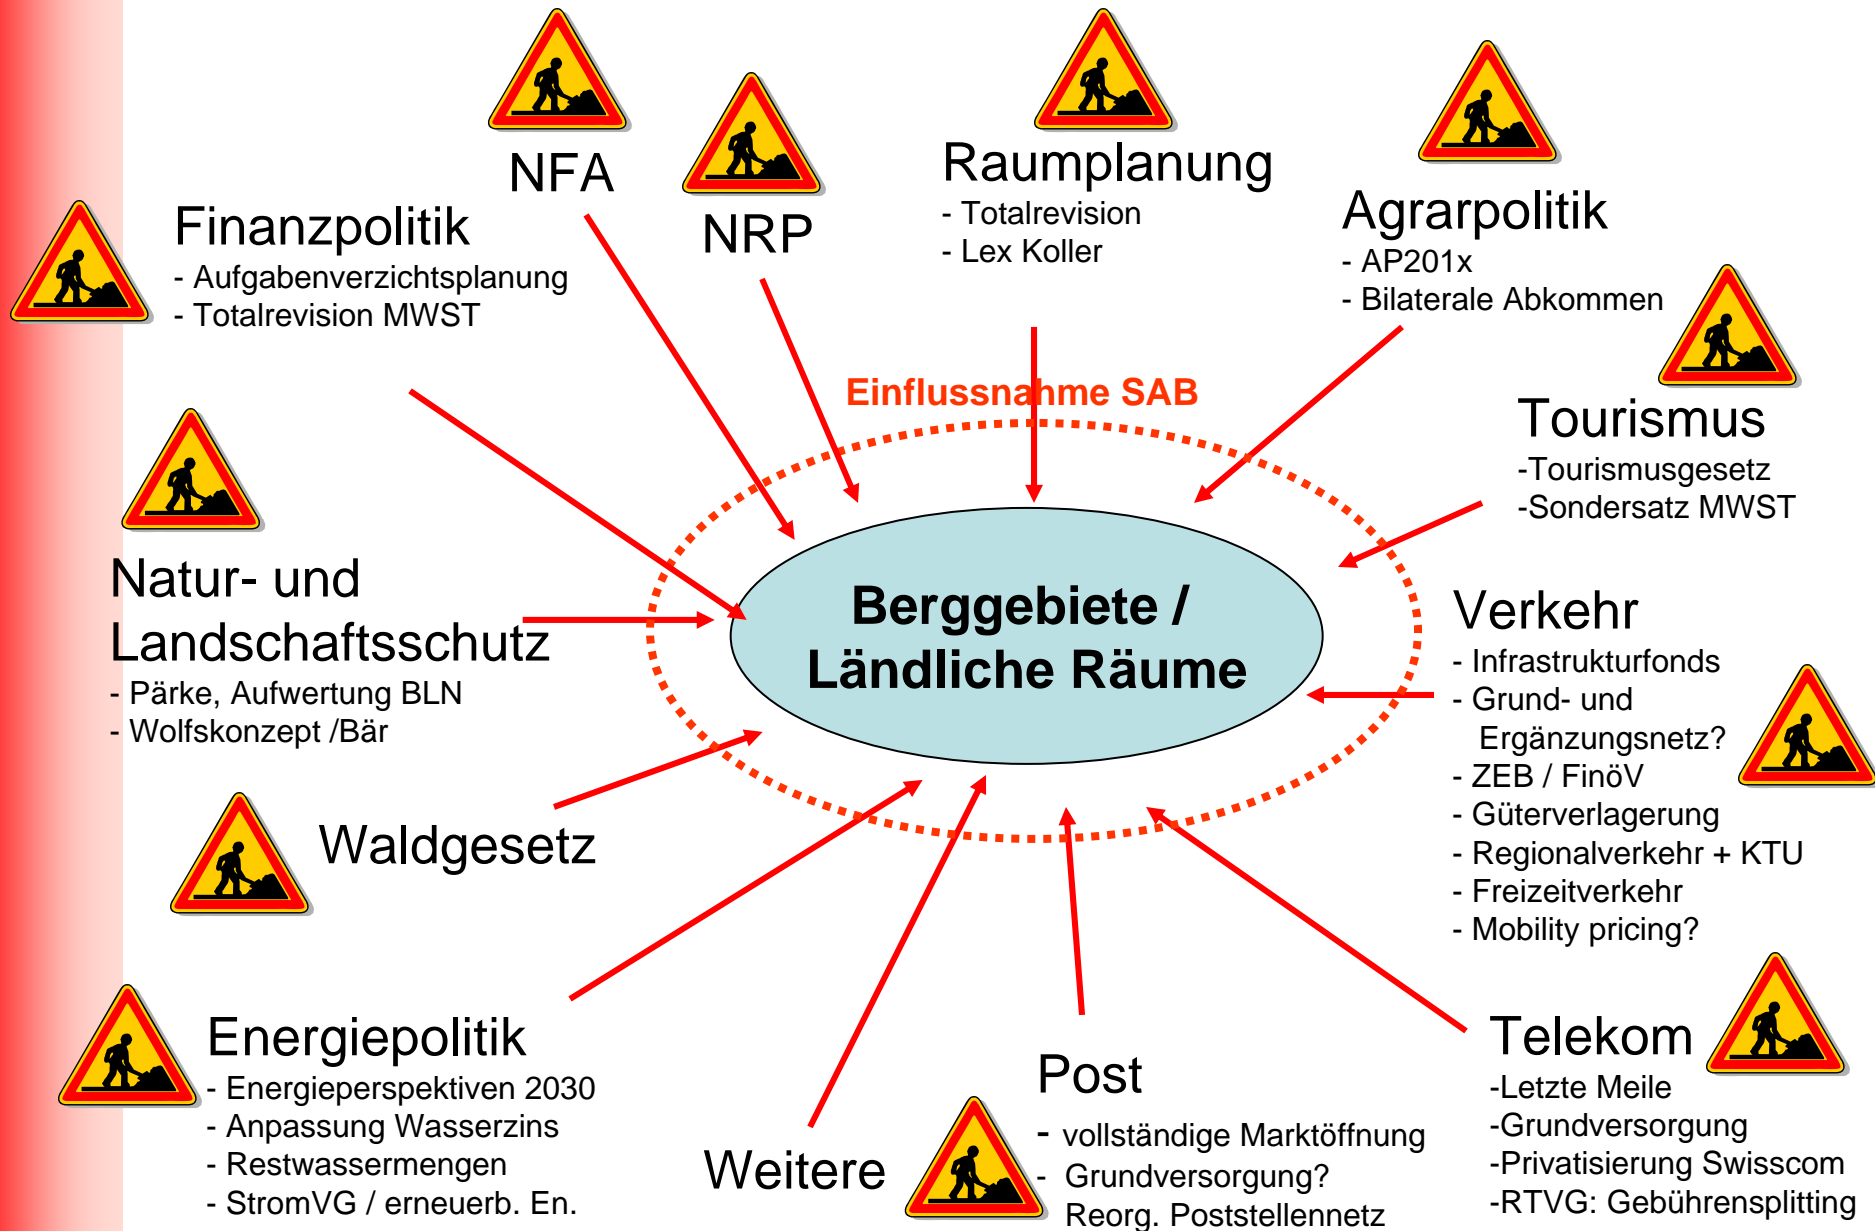 NFA
NRP
Raumplanung
- Totalrevision
- Lex Koller
Agrarpolitik
- AP201x
- Bilaterale Abkommen
Finanzpolitik
- Aufgabenverzichtsplanung
- Totalrevision MWST
Einflussnahme SAB
Tourismus
-Tourismusgesetz
-Sondersatz MWST
Natur- und
Landschaftsschutz
- Pärke, Aufwertung BLN
- Wolfskonzept /Bär
Berggebiete /
Ländliche Räume
Verkehr
- Infrastrukturfonds
- Grund- und
Ergänzungsnetz?
- ZEB / FinöV
- Güterverlagerung
- Regionalverkehr + KTU
- Freizeitverkehr
- Mobility pricing?
Waldgesetz
Energiepolitik
- Energieperspektiven 2030
- Anpassung Wasserzins
- Restwassermengen
- StromVG / erneuerb. En.
Weitere
Post
- vollständige Marktöffnung
- Grundversorgung?
Reorg. Poststellennetz
Telekom
-Letzte Meile
-Grundversorgung
-Privatisierung Swisscom
-RTVG: Gebührensplitting